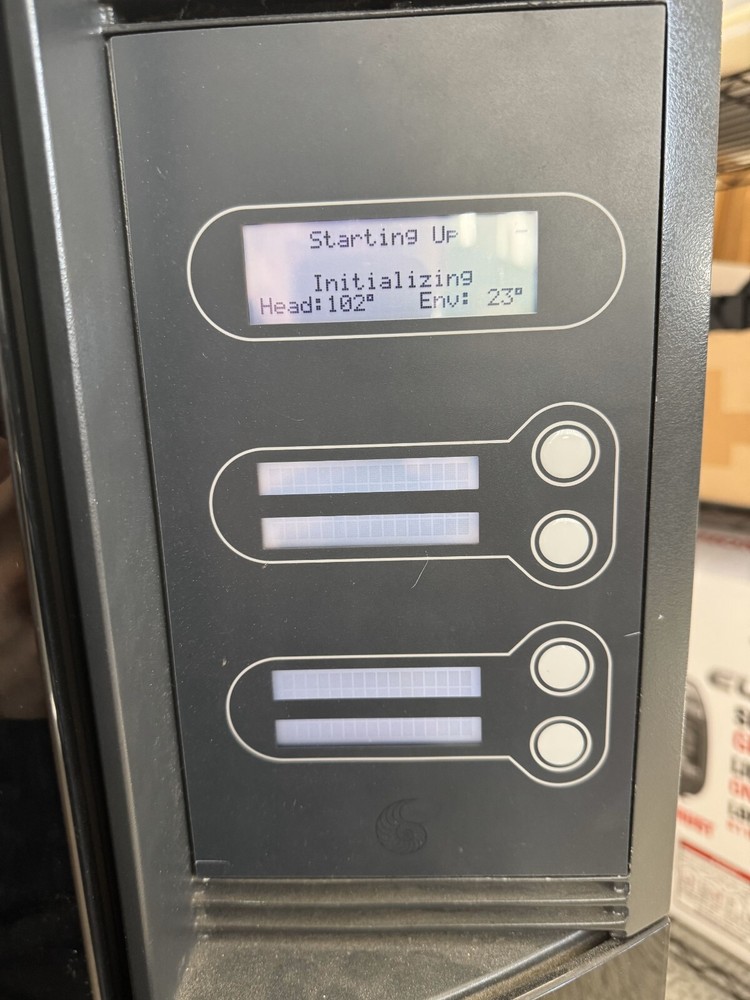 Starting Up
Initializing
Head:102° Env: 23°